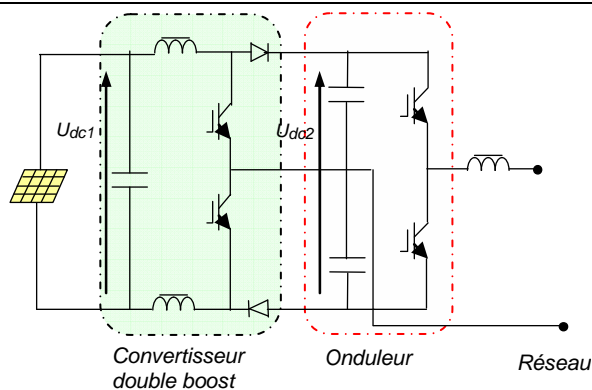 Udc1
Udc2
Convertisseur
double boost
Onduleur
Réseau